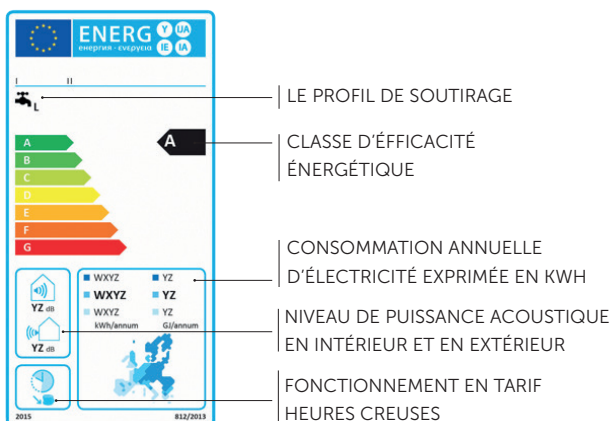 ENERG Y UA
енергия · ενεργεια IE IA
I II
L
LE PROFIL DE SOUTIRAGE
A
A
CLASSE D'ÉFFICACITÉ
ÉNERGÉTIQUE
B
C
D
E
F
G
CONSOMMATION ANNUELLE
D'ÉLECTRICITÉ EXPRIMÉE EN KWH
WXYZ YZ
WXYZ YZ
WXYZ YZ
kWh/annum GJ/annum
YZ dB
YZ dB
NIVEAU DE PUISSANCE ACOUSTIQUE
EN INTÉRIEUR ET EN EXTÉRIEUR
FONCTIONNEMENT EN TARIF
HEURES CREUSES
2015 812/2013